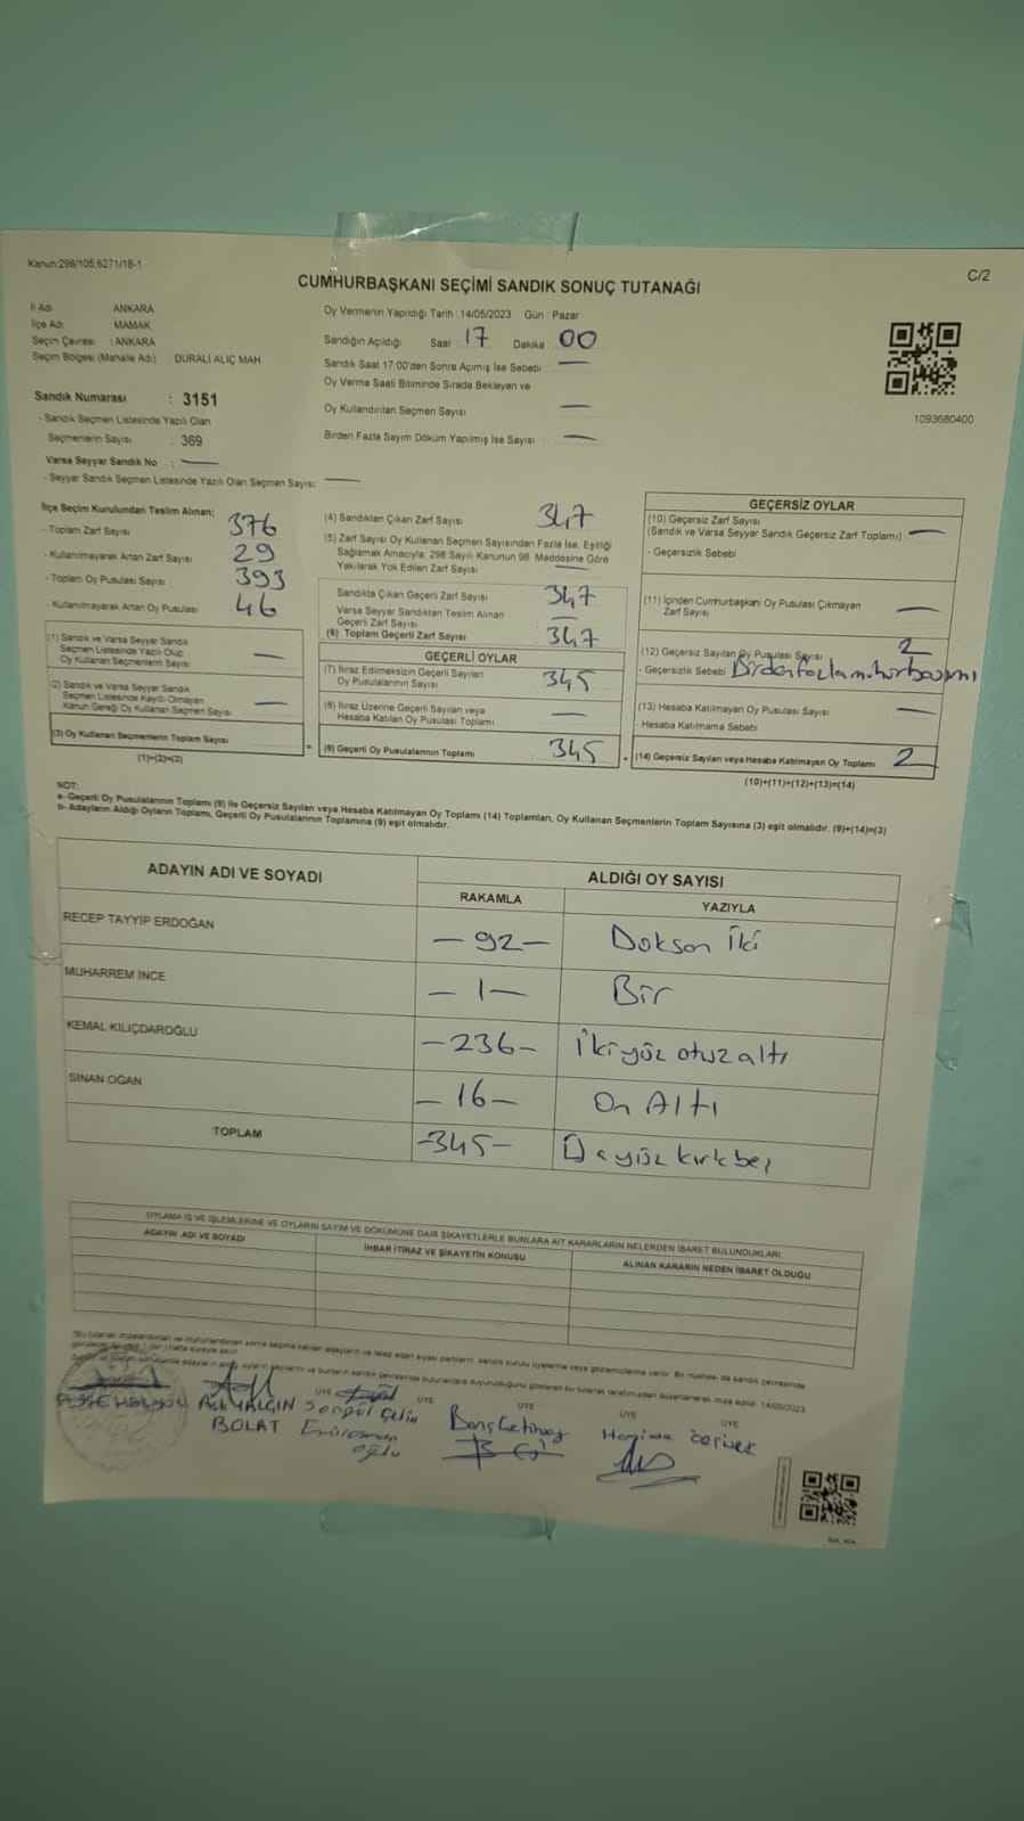 Kanun:298/105,6271/18-1
C/2
CUMHURBAŞKANI SEÇİMİ SANDIK SONUÇ TUTANAĞI
İl Adı ANKARA
İlçe Adı MAMAK
Seçim Çevresi : ANKARA
Seçim Bölgesi (Mahalle Adı) DURALİ ALIÇ MAH.
Sandık Numarası : 3151
- Sandık Seçmen Listesinde Yazılı Olan
Seçmenlerin Sayısı : 369
Varsa Seyyar Sandık No :
- Seyyar Sandık Seçmen Listesinde Yazılı Olan Seçmen Sayısı:
Oy Vermenin Yapıldığı Tarih :14/05/2023 Gün : Pazar
Sandığın Açıldığı Saat 17 Dakika 00
Sandık Saat 17:00'den Sonra Açılmış İse Sebebi
Oy Verme Saati Bitiminde Sırada Bekleyen ve
Oy Kullandırılan Seçmen Sayısı
Birden Fazla Sayım Döküm Yapılmış İse Sayısı
1093680400
İlçe Seçim Kurulundan Teslim Alınan;
- Toplam Zarf Sayısı 376
- Kullanılmayarak Artan Zarf Sayısı 29
- Toplam Oy Pusulası Sayısı 393
- Kullanılmayarak Artan Oy Pusulası 46
(1) Sandık ve Varsa Seyyar Sandık
Seçmen Listesinde Yazılı Olup
Oy Kullanan Seçmenlerin Sayısı
(2) Sandık ve Varsa Seyyar Sandık
Seçmen Listesinde Kayıtlı Olmayan
Kanun Gereği Oy Kullanan Seçmen Sayısı
(3) Oy Kullanan Seçmenlerin Toplam Sayısı
(1)+(2)=(3)
(4) Sandıktan Çıkan Zarf Sayısı 347
(5) Zarf Sayısı Oy Kullanan Seçmen Sayısından Fazla İse, Eşitliği
Sağlamak Amacıyla; 298 Sayılı Kanunun 98. Maddesine Göre
Yakılarak Yok Edilen Zarf Sayısı
Sandıkta Çıkan Geçerli Zarf Sayısı 347
Varsa Seyyar Sandıktan Teslim Alınan
Geçerli Zarf Sayısı
(6) Toplam Geçerli Zarf Sayısı 347
GEÇERLİ OYLAR
(7) İtiraz Edilmeksizin Geçerli Sayılan
Oy Pusulalarının Sayısı 345
(8) İtiraz Üzerine Geçerli Sayılan veya
Hesaba Katılan Oy Pusulası Toplamı
(9) Geçerli Oy Pusulalarının Toplamı 345
GEÇERSİZ OYLAR
(10) Geçersiz Zarf Sayısı
(Sandık ve Varsa Seyyar Sandık Geçersiz Zarf Toplamı)
- Geçersizlik Sebebi
(11) İçinden Cumhurbaşkanı Oy Pusulası Çıkmayan
Zarf Sayısı
(12) Geçersiz Sayılan Oy Pusulası Sayısı 2
- Geçersizlik Sebebi Birden fazla
(13) Hesaba Katılmayan Oy Pusulası Sayısı
Hesaba Katılmama Sebebi
(14) Geçersiz Sayılan veya Hesaba Katılmayan Oy Toplamı 2
(10)+(11)+(12)+(13)=(14)
NOT:
a- Geçerli Oy Pusulalarının Toplamı (9) ile Geçersiz Sayılan veya Hesaba Katılmayan Oy Toplamı (14) Toplamları, Oy Kullanan Seçmenlerin Toplam Sayısına (3) eşit olmalıdır. (9)+(14)=(3)
b- Adayların Aldığı Oyların Toplamı, Geçerli Oy Pusulalarının Toplamına (9) eşit olmalıdır.
ADAYIN ADI VE SOYADI ALDIĞI OY SAYISI
RAKAMLA YAZIYLA
RECEP TAYYİP ERDOĞAN - 92 - Doksan İki
MUHARREM İNCE - 1 - Bir
KEMAL KILIÇDAROĞLU - 236 - İkiyüz otuz altı
SİNAN OĞAN - 16 - On Altı
TOPLAM - 345 - Üçyüz kırkbeş
OYLAMA İŞ VE İŞLEMLERİNE VE OYLARIN SAYIM VE DÖKÜMÜNE DAİR ŞİKAYETLERLE BUNLARA AİT KARARLARIN NELERDEN İBARET BULUNDUKLARI
ADAYIN ADI VE SOYADI İHBAR İTİRAZ VE ŞİKAYETİN KONUSU ALINAN KARARIN NEDEN İBARET OLDUĞU
ÜYE ÜYE ÜYE ÜYE ÜYE
YALÇIN Songül Çelik
BOLAT